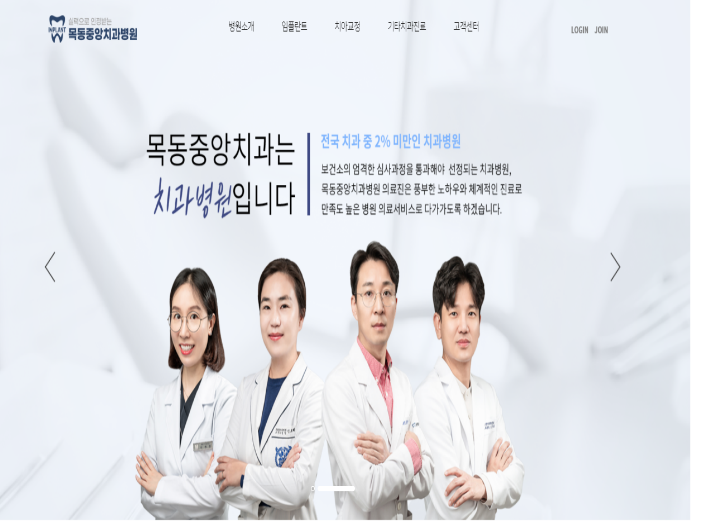 실력으로 인정받는
IMPLANT
목동중앙치과병원
병원소개 임플란트 치아교정 기타치과진료 고객센터
LOGIN JOIN
목동중앙치과는
치과병원입니다
전국 치과 중 2% 미만인 치과병원
보건소의 엄격한 심사과정을 통과해야 선정되는 치과병원,
목동중앙치과병원 의료진은 풍부한 노하우와 체계적인 진료로
만족도 높은 병원 의료서비스로 다가가도록 하겠습니다.